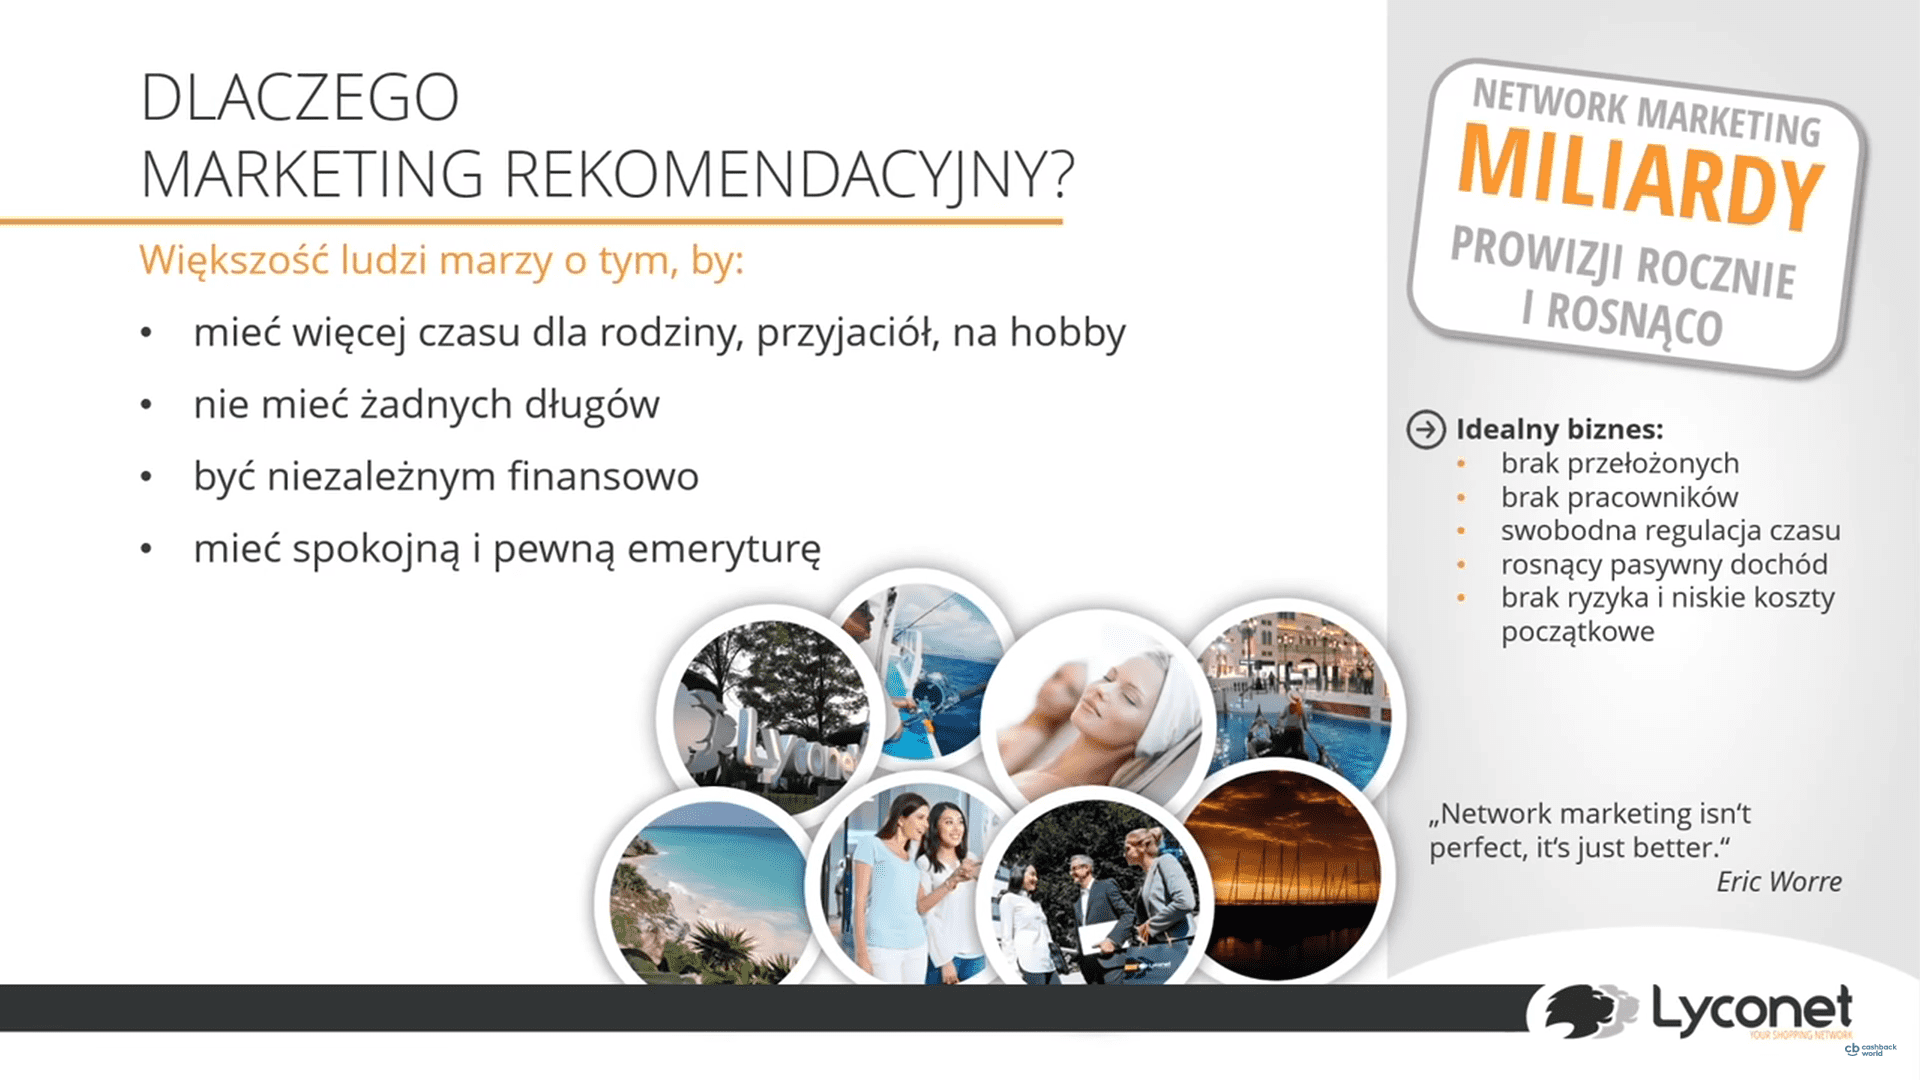 DLACZEGO
MARKETING REKOMENDACYJNY?
Większość ludzi marzy o tym, by:
• mieć więcej czasu dla rodziny, przyjaciół, na hobby
• nie mieć żadnych długów
• być niezależnym finansowo
• mieć spokojną i pewną emeryturę
Lyconet
Lyconet
NETWORK MARKETING
MILIARDY
PROWIZJI ROCZNIE
I ROSNĄCO
Idealny biznes:
• brak przełożonych
• brak pracowników
• swobodna regulacja czasu
• rosnący pasywny dochód
• brak ryzyka i niskie koszty
początkowe
„Network marketing isn‘t
perfect, it‘s just better.“
Eric Worre
Lyconet
YOUR SHOPPING NETWORK
cb cashback
world